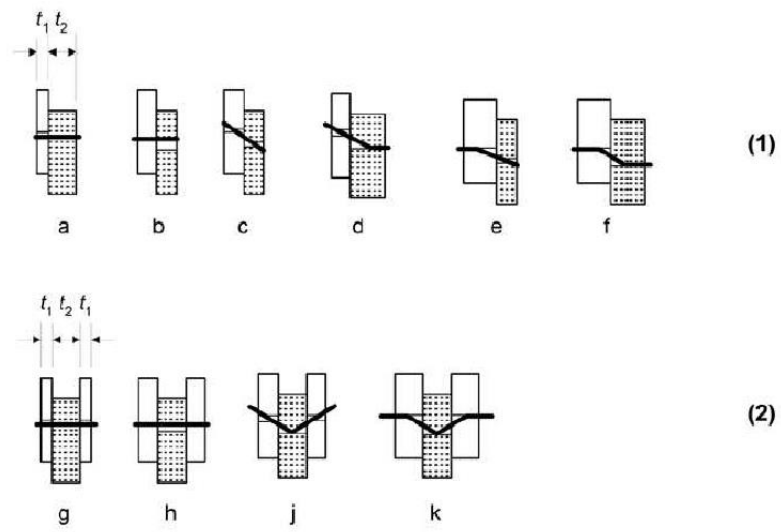 t₁ t₂
(1)
a b c d e f
t₁ t₂ t₁
(2)
g h j k